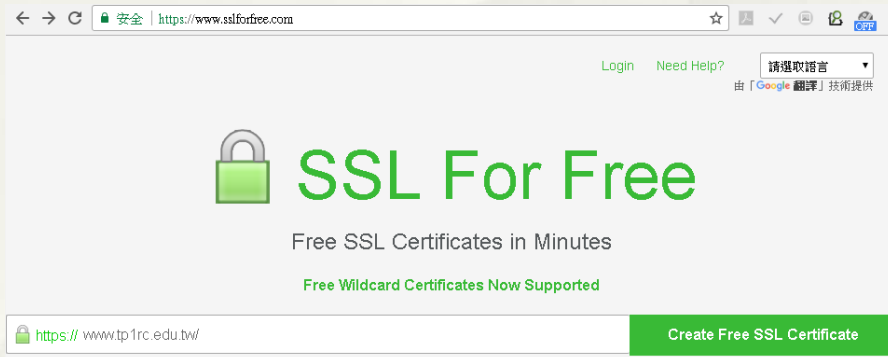 安全 | https://www.sslforfree.com
OFF
Login Need Help? 請選取語言
由「Google 翻譯」技術提供
SSL For Free
Free SSL Certificates in Minutes
Free Wildcard Certificates Now Supported
https:// www.tp1rc.edu.tw/ Create Free SSL Certificate